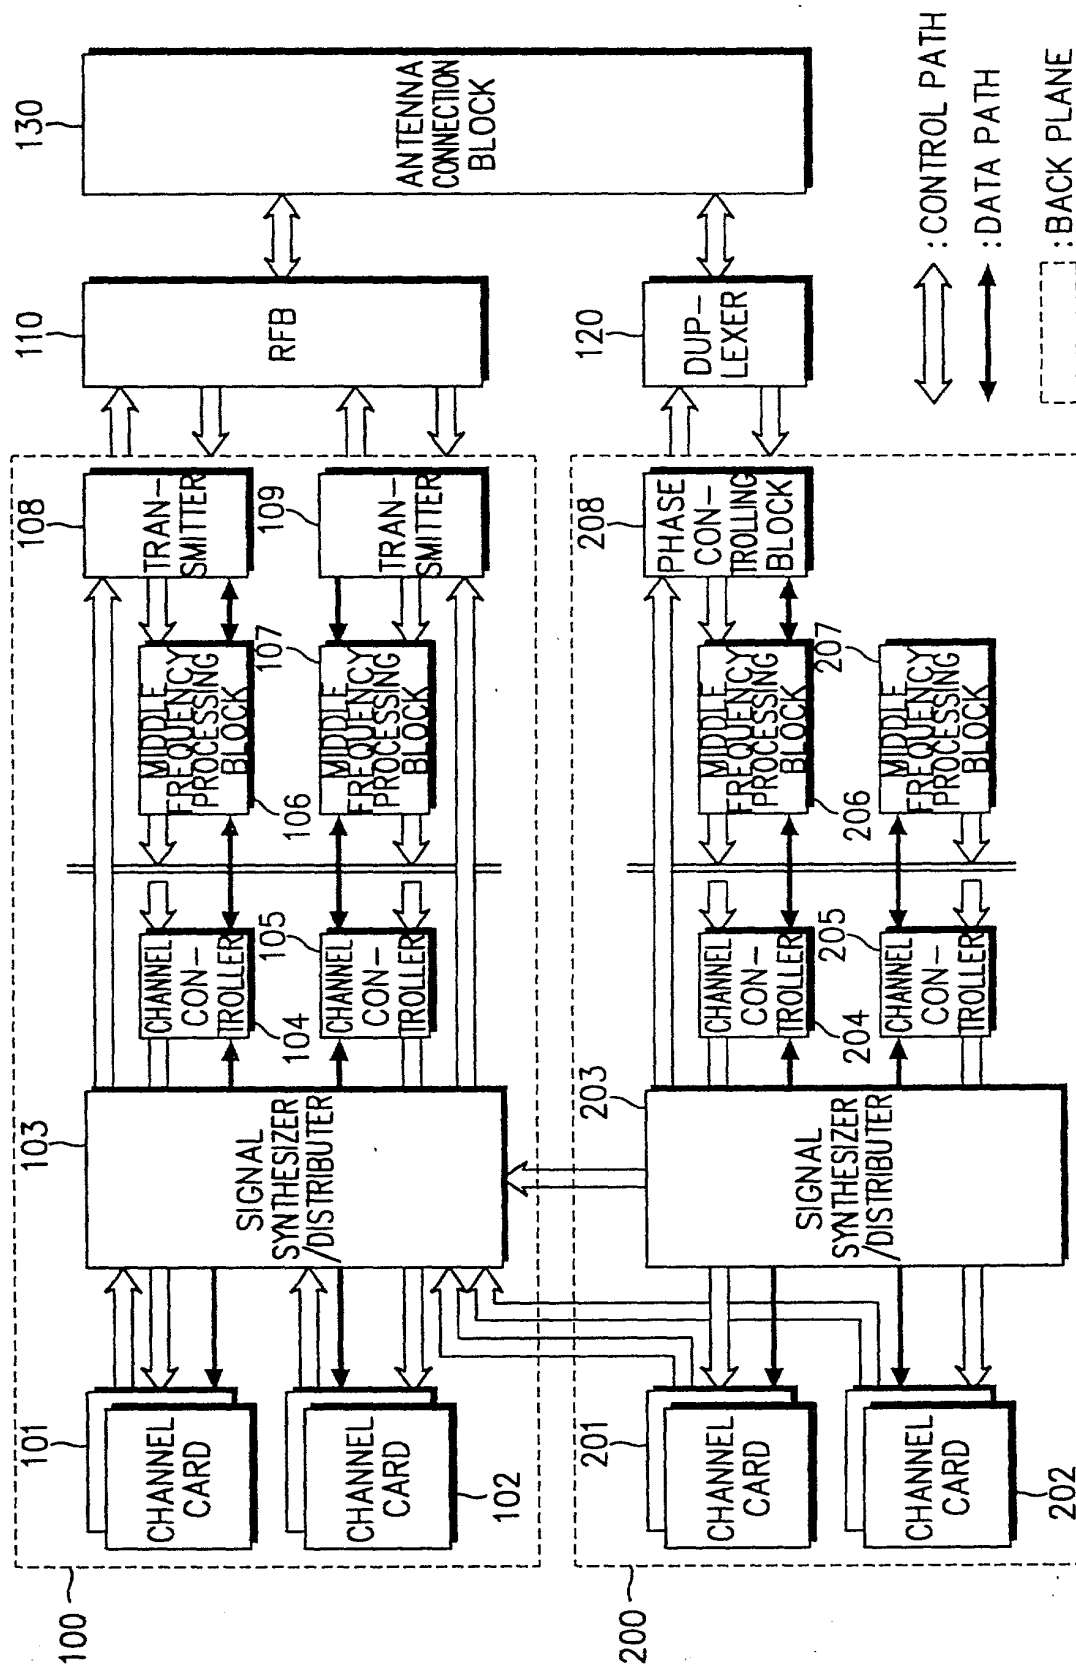 100
101
CHANNEL
CARD
CHANNEL
CARD
102
103
SIGNAL
SYNTHESIZER
/DISTRIBUTER
CHANNEL
CON-
TROLLER
104
105
CHANNEL
CON-
TROLLER
MIDDLE
FREQUENCY
PROCESSING
BLOCK
106
107
MIDDLE
FREQUENCY
PROCESSING
BLOCK
108
TRAN-
SMITTER
109
TRAN-
SMITTER
110
RFB
130
ANTENNA
CONNECTION
BLOCK
200
201
CHANNEL
CARD
CHANNEL
CARD
202
203
SIGNAL
SYNTHESIZER
/DISTRIBUTER
CHANNEL
CON-
TROLLER
204
205
CHANNEL
CON-
TROLLER
MIDDLE
FREQUENCY
PROCESSING
BLOCK
206
207
MIDDLE
FREQUENCY
PROCESSING
BLOCK
208
PHASE
CON-
TROLLING
BLOCK
120
DUP-
LEXER
:CONTROL PATH
:DATA PATH
:BACK PLANE